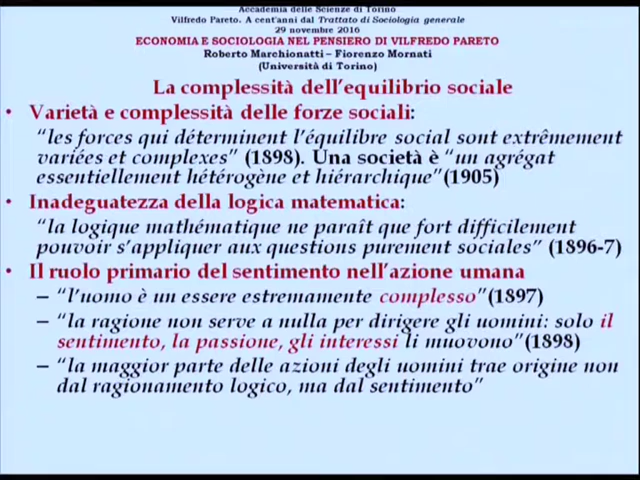 Accademia delle Scienze di Torino
Vilfredo Pareto. A cent'anni dal Trattato di Sociologia generale
29 novembre 2016
ECONOMIA E SOCIOLOGIA NEL PENSIERO DI VILFREDO PARETO
Roberto Marchionatti – Fiorenzo Mornati
(Università di Torino)
La complessità dell'equilibrio sociale
• Varietà e complessità delle forze sociali:
"les forces qui déterminent l'équilibre social sont extrêmement
variées et complexes" (1898). Una società è "un agrégat
essentiellement hétérogène et hiérarchique"(1905)
• Inadeguatezza della logica matematica:
"la logique mathématique ne paraît que fort difficilement
pouvoir s'appliquer aux questions purement sociales" (1896-7)
• Il ruolo primario del sentimento nell'azione umana
– "l'uomo è un essere estremamente complesso"(1897)
– "la ragione non serve a nulla per dirigere gli uomini: solo il
sentimento, la passione, gli interessi li muovono"(1898)
– "la maggior parte delle azioni degli uomini trae origine non
dal ragionamento logico, ma dal sentimento"